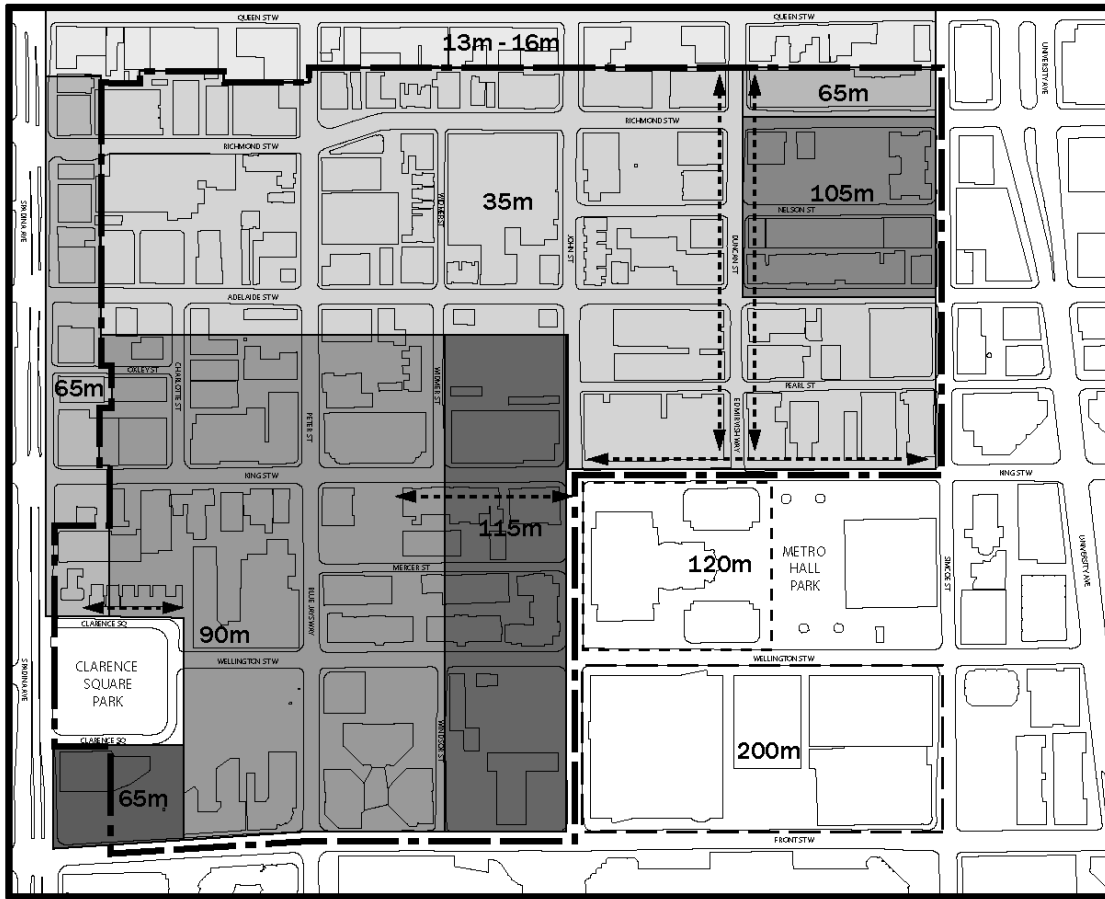 QUEEN ST W
QUEEN ST W
13m - 16m
UNIVERSITY AVE
65m
RICHMOND ST W
RICHMOND ST W
105m
35m
WIDMER ST
NELSON ST
SPADINA AVE
JOHN ST
DUNCAN ST
ADELAIDE ST W
OXLEY ST
CHARLOTTE ST
65m
WIDMER ST
PEARL ST
PETER ST
ED MIRVISH WAY
KING ST W
KING ST W
115m
120m
METRO
HALL
PARK
SIMCOE ST
UNIVERSITY AVE
MERCER ST
BLUE JAYS WAY
CLARENCE SQ
90m
WELLINGTON ST W
WELLINGTON ST W
CLARENCE
SQUARE
PARK
SPADINA AVE
CLARENCE SQ
WINDSOR ST
200m
65m
FRONT ST W